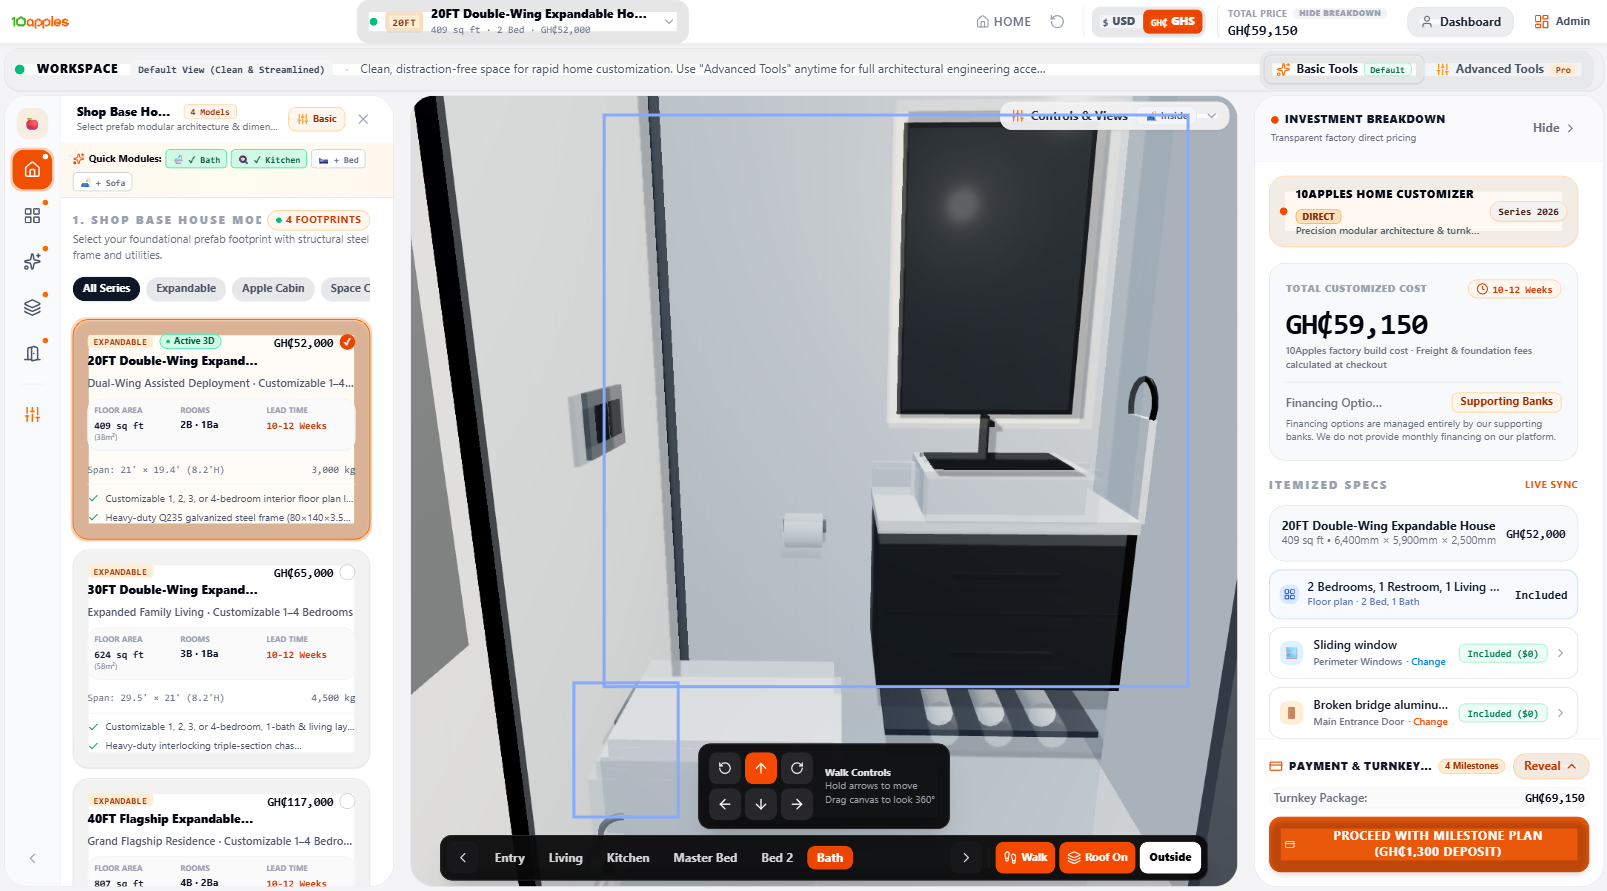 10apples
20FT
20FT Double-Wing Expandable Ho...
409 sq ft · 2 Bed · GH₵52,000
HOME
$ USD
GH₵ GHS
TOTAL PRICE HIDE BREAKDOWN
GH₵59,150
Dashboard
Admin
WORKSPACE
Default View (Clean & Streamlined)
· Clean, distraction-free space for rapid home customization. Use "Advanced Tools" anytime for full architectural engineering acce...
Basic Tools Default
Advanced Tools Pro
Shop Base Ho... 4 Models
Select prefab modular architecture & dimen...
Basic
Quick Modules: ✓ Bath ✓ Kitchen + Bed
+ Sofa
1. SHOP BASE HOUSE MOD
4 FOOTPRINTS
Select your foundational prefab footprint with structural steel
frame and utilities.
All Series Expandable Apple Cabin Space C
EXPANDABLE • Active 3D GH₵52,000
20FT Double-Wing Expand...
Dual-Wing Assisted Deployment · Customizable 1–4...
FLOOR AREA ROOMS LEAD TIME
409 sq ft 2B · 1Ba 10-12 Weeks
(38m²)
Span: 21' × 19.4' (8.2'H) 3,000 kg
✓ Customizable 1, 2, 3, or 4-bedroom interior floor plan l...
✓ Heavy-duty Q235 galvanized steel frame (80×140×3.5...
EXPANDABLE GH₵65,000
30FT Double-Wing Expand...
Expanded Family Living · Customizable 1–4 Bedrooms
FLOOR AREA ROOMS LEAD TIME
624 sq ft 3B · 1Ba 10-12 Weeks
(58m²)
Span: 29.5' × 21' (8.2'H) 4,500 kg
✓ Customizable 1, 2, 3, or 4-bedroom, 1-bath & living lay...
✓ Heavy-duty interlocking triple-section chas...
EXPANDABLE GH₵117,000
40FT Flagship Expandable...
Grand Flagship Residence · Customizable 1–4 Bedro...
FLOOR AREA ROOMS LEAD TIME
807 sq ft 4B · 2Ba 10-12 Weeks
Controls & Views Inside
Walk Controls
Hold arrows to move
Drag canvas to look 360°
Entry Living Kitchen Master Bed Bed 2 Bath
Walk Roof On Outside
INVESTMENT BREAKDOWN
Transparent factory direct pricing
Hide
10APPLES HOME CUSTOMIZER
DIRECT
Series 2026
Precision modular architecture & turnk...
TOTAL CUSTOMIZED COST
10-12 Weeks
GH₵59,150
10Apples factory build cost · Freight & foundation fees
calculated at checkout
Financing Optio... Supporting Banks
Financing options are managed entirely by our supporting
banks. We do not provide monthly financing on our platform.
ITEMIZED SPECS LIVE SYNC
20FT Double-Wing Expandable House
409 sq ft • 6,400mm × 5,900mm × 2,500mm
GH₵52,000
2 Bedrooms, 1 Restroom, 1 Living ...
Floor plan · 2 Bed, 1 Bath
Included
Sliding window
Perimeter Windows · Change
Included ($0)
Broken bridge aluminu...
Main Entrance Door · Change
Included ($0)
PAYMENT & TURNKEY... 4 Milestones Reveal
Turnkey Package: GH₵69,150
PROCEED WITH MILESTONE PLAN
(GH₵1,300 DEPOSIT)